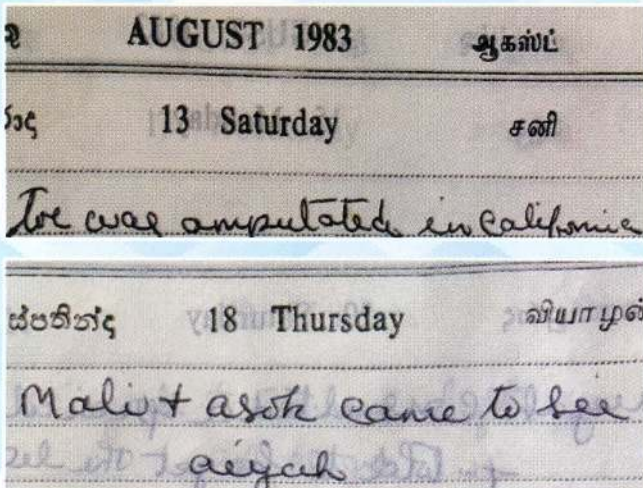 AUGUST 1983 ஆகஸ்ட்
13 Saturday சனி
Toe was amputated in California
18 Thursday வியாழன்
Mali + asok came to see
aiyah